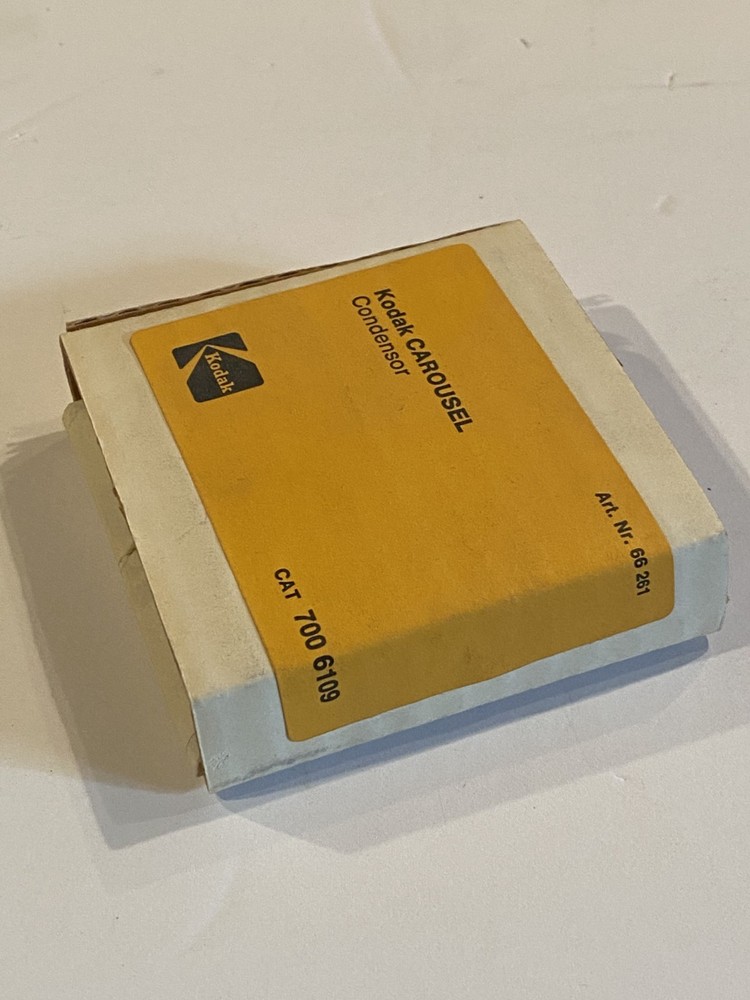 Kodak
Kodak CAROUSEL
Condensor
CAT 700 6109
Art. Nr. 66 261